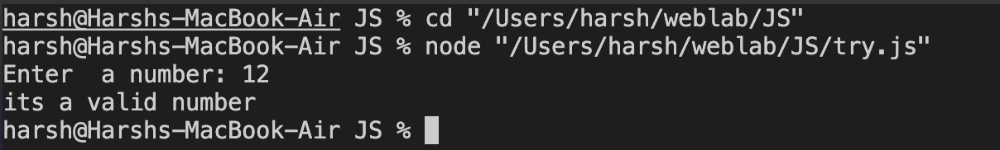 harsh@Harshs-MacBook-Air JS % cd "/Users/harsh/weblab/JS"
harsh@Harshs-MacBook-Air JS % node "/Users/harsh/weblab/JS/try.js"
Enter  a number: 12
its a valid number
harsh@Harshs-MacBook-Air JS %